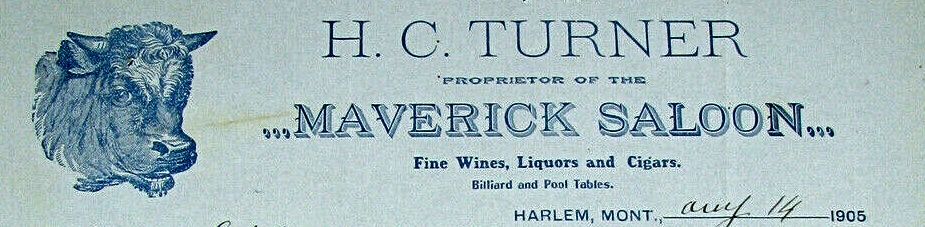 H. C. TURNER
PROPRIETOR OF THE
...MAVERICK SALOON...
Fine Wines, Liquors and Cigars.
Billiard and Pool Tables.
HARLEM, MONT., Aug 14 1905